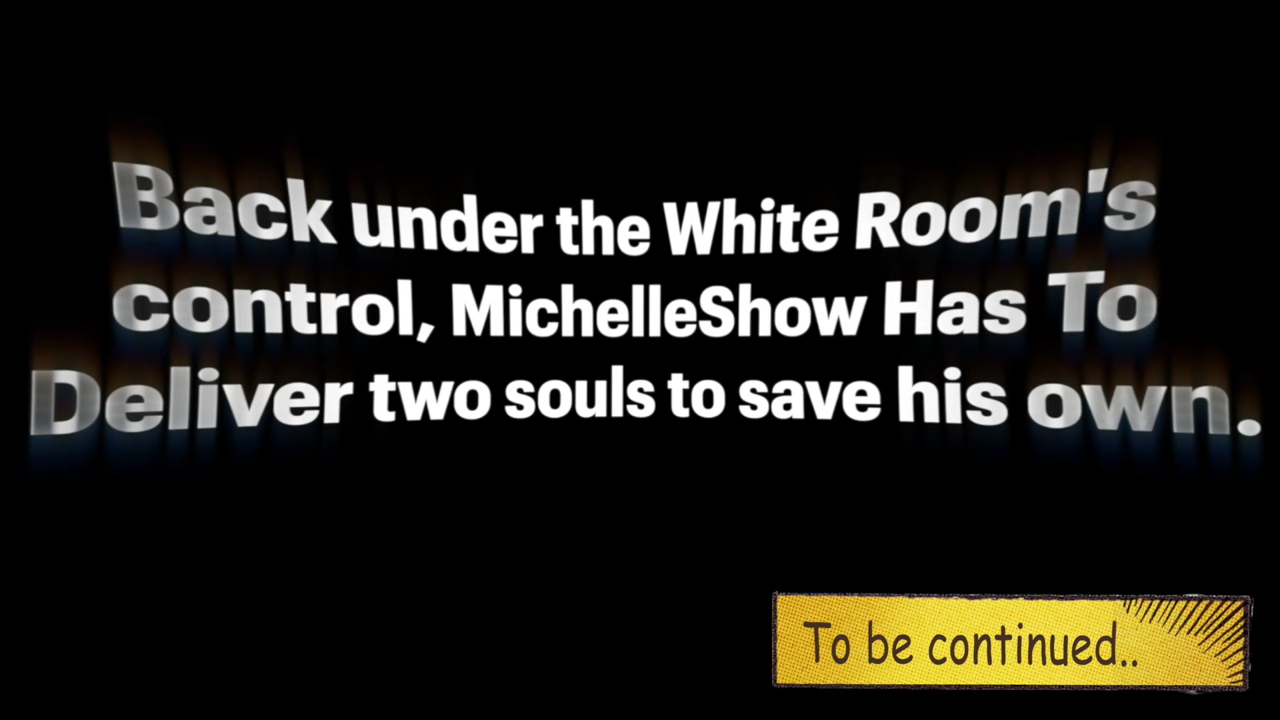 Back under the White Room's
control, MichelleShow Has To
Deliver two souls to save his own.
To be continued..